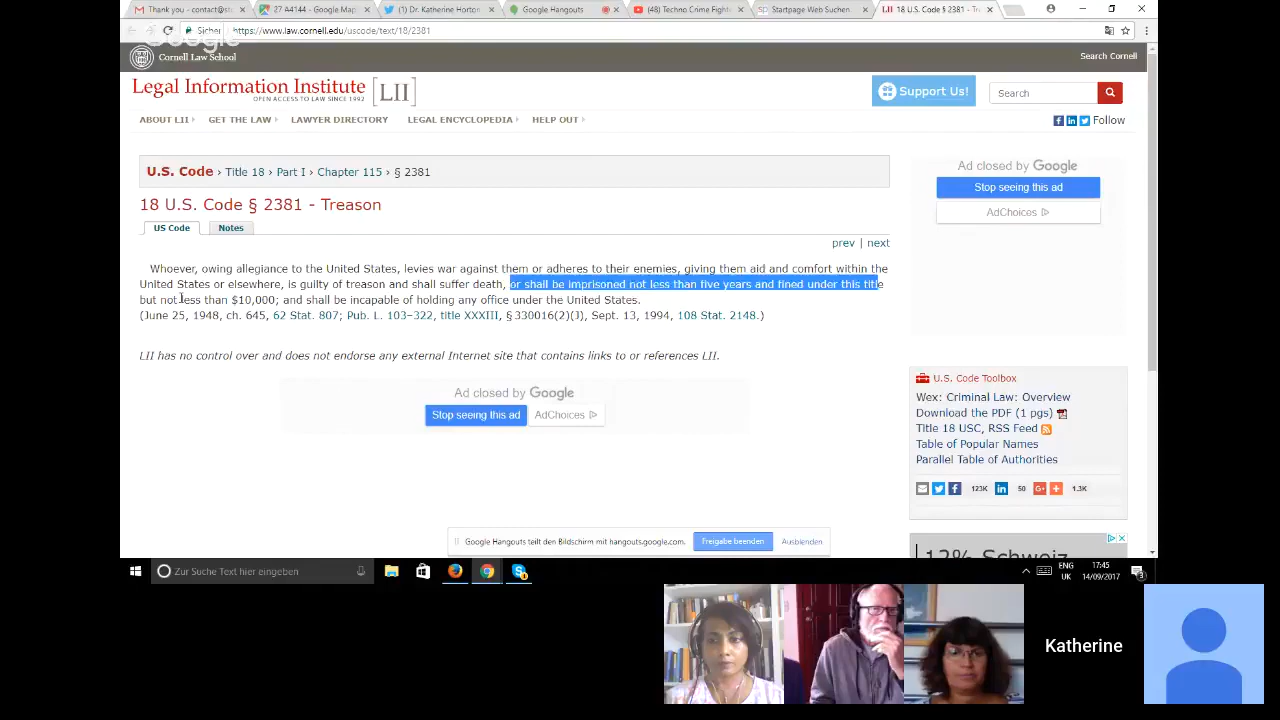 Thank you - contact@st
27 A4144 - Google Map
(1) Dr. Katherine Horton
Google Hangouts
(48) Techno Crime Fight
Startpage Web Suchen
LII 18 U.S. Code § 2381 - Tre
Sicher
https://www.law.cornell.edu/uscode/text/18/2381
Google
Cornell Law School
Search Cornell
Legal Information Institute [LII]
OPEN ACCESS TO LAW SINCE 1992
Support Us!
Search
ABOUT LII GET THE LAW LAWYER DIRECTORY LEGAL ENCYCLOPEDIA HELP OUT
Follow
U.S. Code › Title 18 › Part I › Chapter 115 › § 2381
Ad closed by Google
Stop seeing this ad
AdChoices
18 U.S. Code § 2381 - Treason
US Code Notes
prev | next
Whoever, owing allegiance to the United States, levies war against them or adheres to their enemies, giving them aid and comfort within the
United States or elsewhere, is guilty of treason and shall suffer death, or shall be imprisoned not less than five years and fined under this title
but not less than $10,000; and shall be incapable of holding any office under the United States.
(June 25, 1948, ch. 645, 62 Stat. 807; Pub. L. 103–322, title XXXIII, § 330016(2)(J), Sept. 13, 1994, 108 Stat. 2148.)
LII has no control over and does not endorse any external Internet site that contains links to or references LII.
Ad closed by Google
Stop seeing this ad AdChoices
U.S. Code Toolbox
Wex: Criminal Law: Overview
Download the PDF (1 pgs)
Title 18 USC, RSS Feed
Table of Popular Names
Parallel Table of Authorities
123K 50 1.3K
12% Schweiz
Google Hangouts teilt den Bildschirm mit hangouts.google.com. Freigabe beenden Ausblenden
Zur Suche Text hier eingeben
ENG 17:45
UK 14/09/2017
3
Katherine